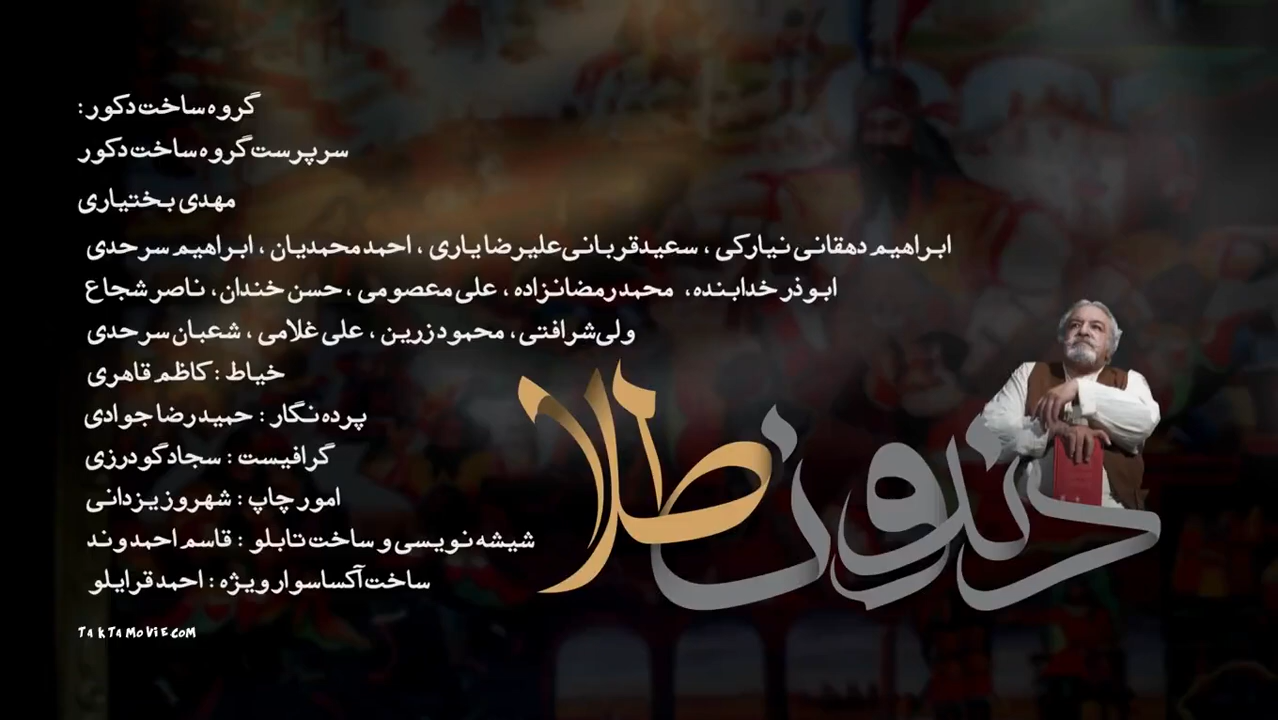 گروه ساخت دکور:
سرپرست گروه ساخت دکور
مهدی بختیاری
ابراهیم دهقانی نیارکی ، سعیدقربانی علیرضا یاری ، احمدمحمدیان ، ابراهیم سرحدی
ابوذر خدابنده، محمدرمضانزاده ، علی معصومی ، حسن خندان، ناصر شجاع
ولی شرافتی، محمود زرین ، علی غلامی ، شعبان سرحدی
خیاط : کاظم قاهری
پرده نگار : حمیدرضا جوادی
گرافیست : سجاد گودرزی
امور چاپ : شهروز یزدانی
شیشه نویسی و ساخت تابلو : قاسم احمدوند
ساخت آکساسوار ویژه : احمد قرایلو
دندون طلا
TAKTAMOVIE.COM